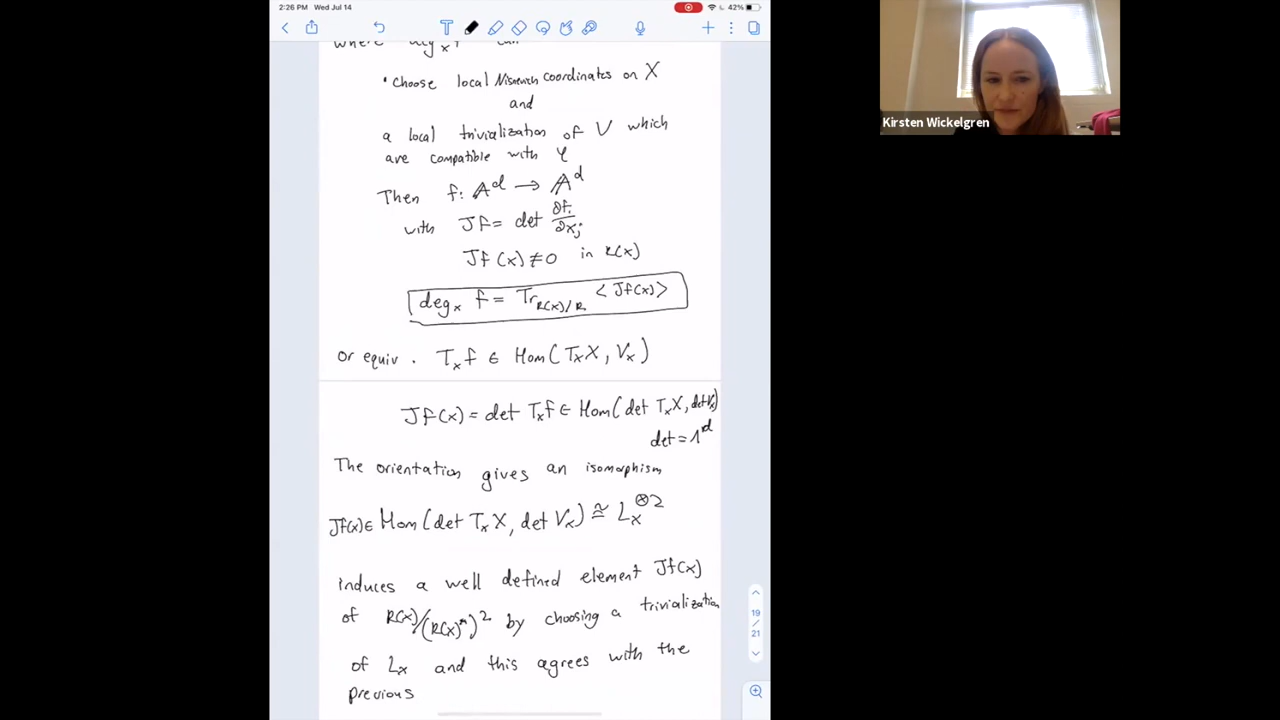 2:26 PM Wed Jul 14
42%
where
• choose local Nisnevich coordinates on X
and
a local trivialization of V which
are compatible with φ
Then f: 𝔸^d → 𝔸^d
with Jf = det ∂f_i/∂x_j
Jf(x) ≠ 0 in k(x)
deg_x f = Tr_{k(x)/k} <Jf(x)>
Or equiv. T_x f ∈ Hom(T_x X, V_x)
Jf(x) = det T_x f ∈ Hom(det T_x X, det V_x)
det = Λ^d
The orientation gives an isomorphism
Jf(x) ∈ Hom(det T_x X, det V_x) ≅ L_x^{⊗2}
induces a well defined element Jf(x)
of k(x)/(k(x)*)^2 by choosing a trivialization
of L_x and this agrees with the
previous
19
/
21
Kirsten Wickelgren